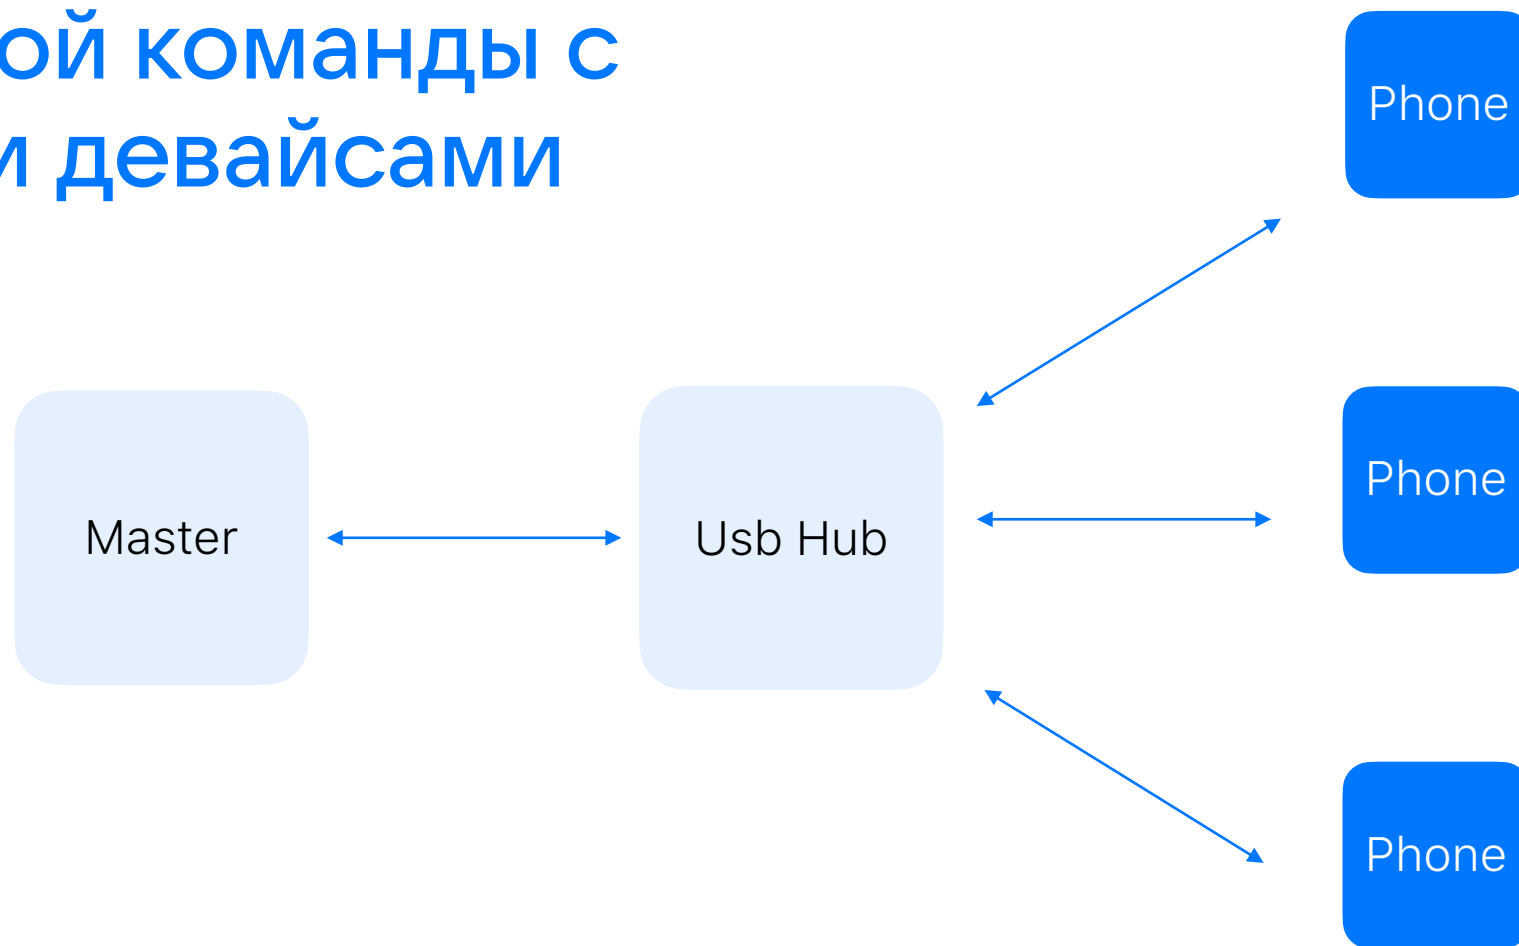 ой команды с
и девайсами
Phone
Phone
Master
Usb Hub
Phone